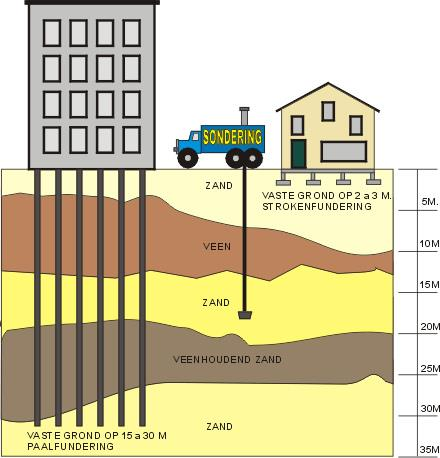 SONDERING
ZAND
VASTE GROND OP 2 a 3 M.
STROKENFUNDERING
5M.
VEEN
10M
15M
ZAND
20M
VEENHOUDEND ZAND
25M
30M
ZAND
VASTE GROND OP 15 a 30 M
PAALFUNDERING
35M